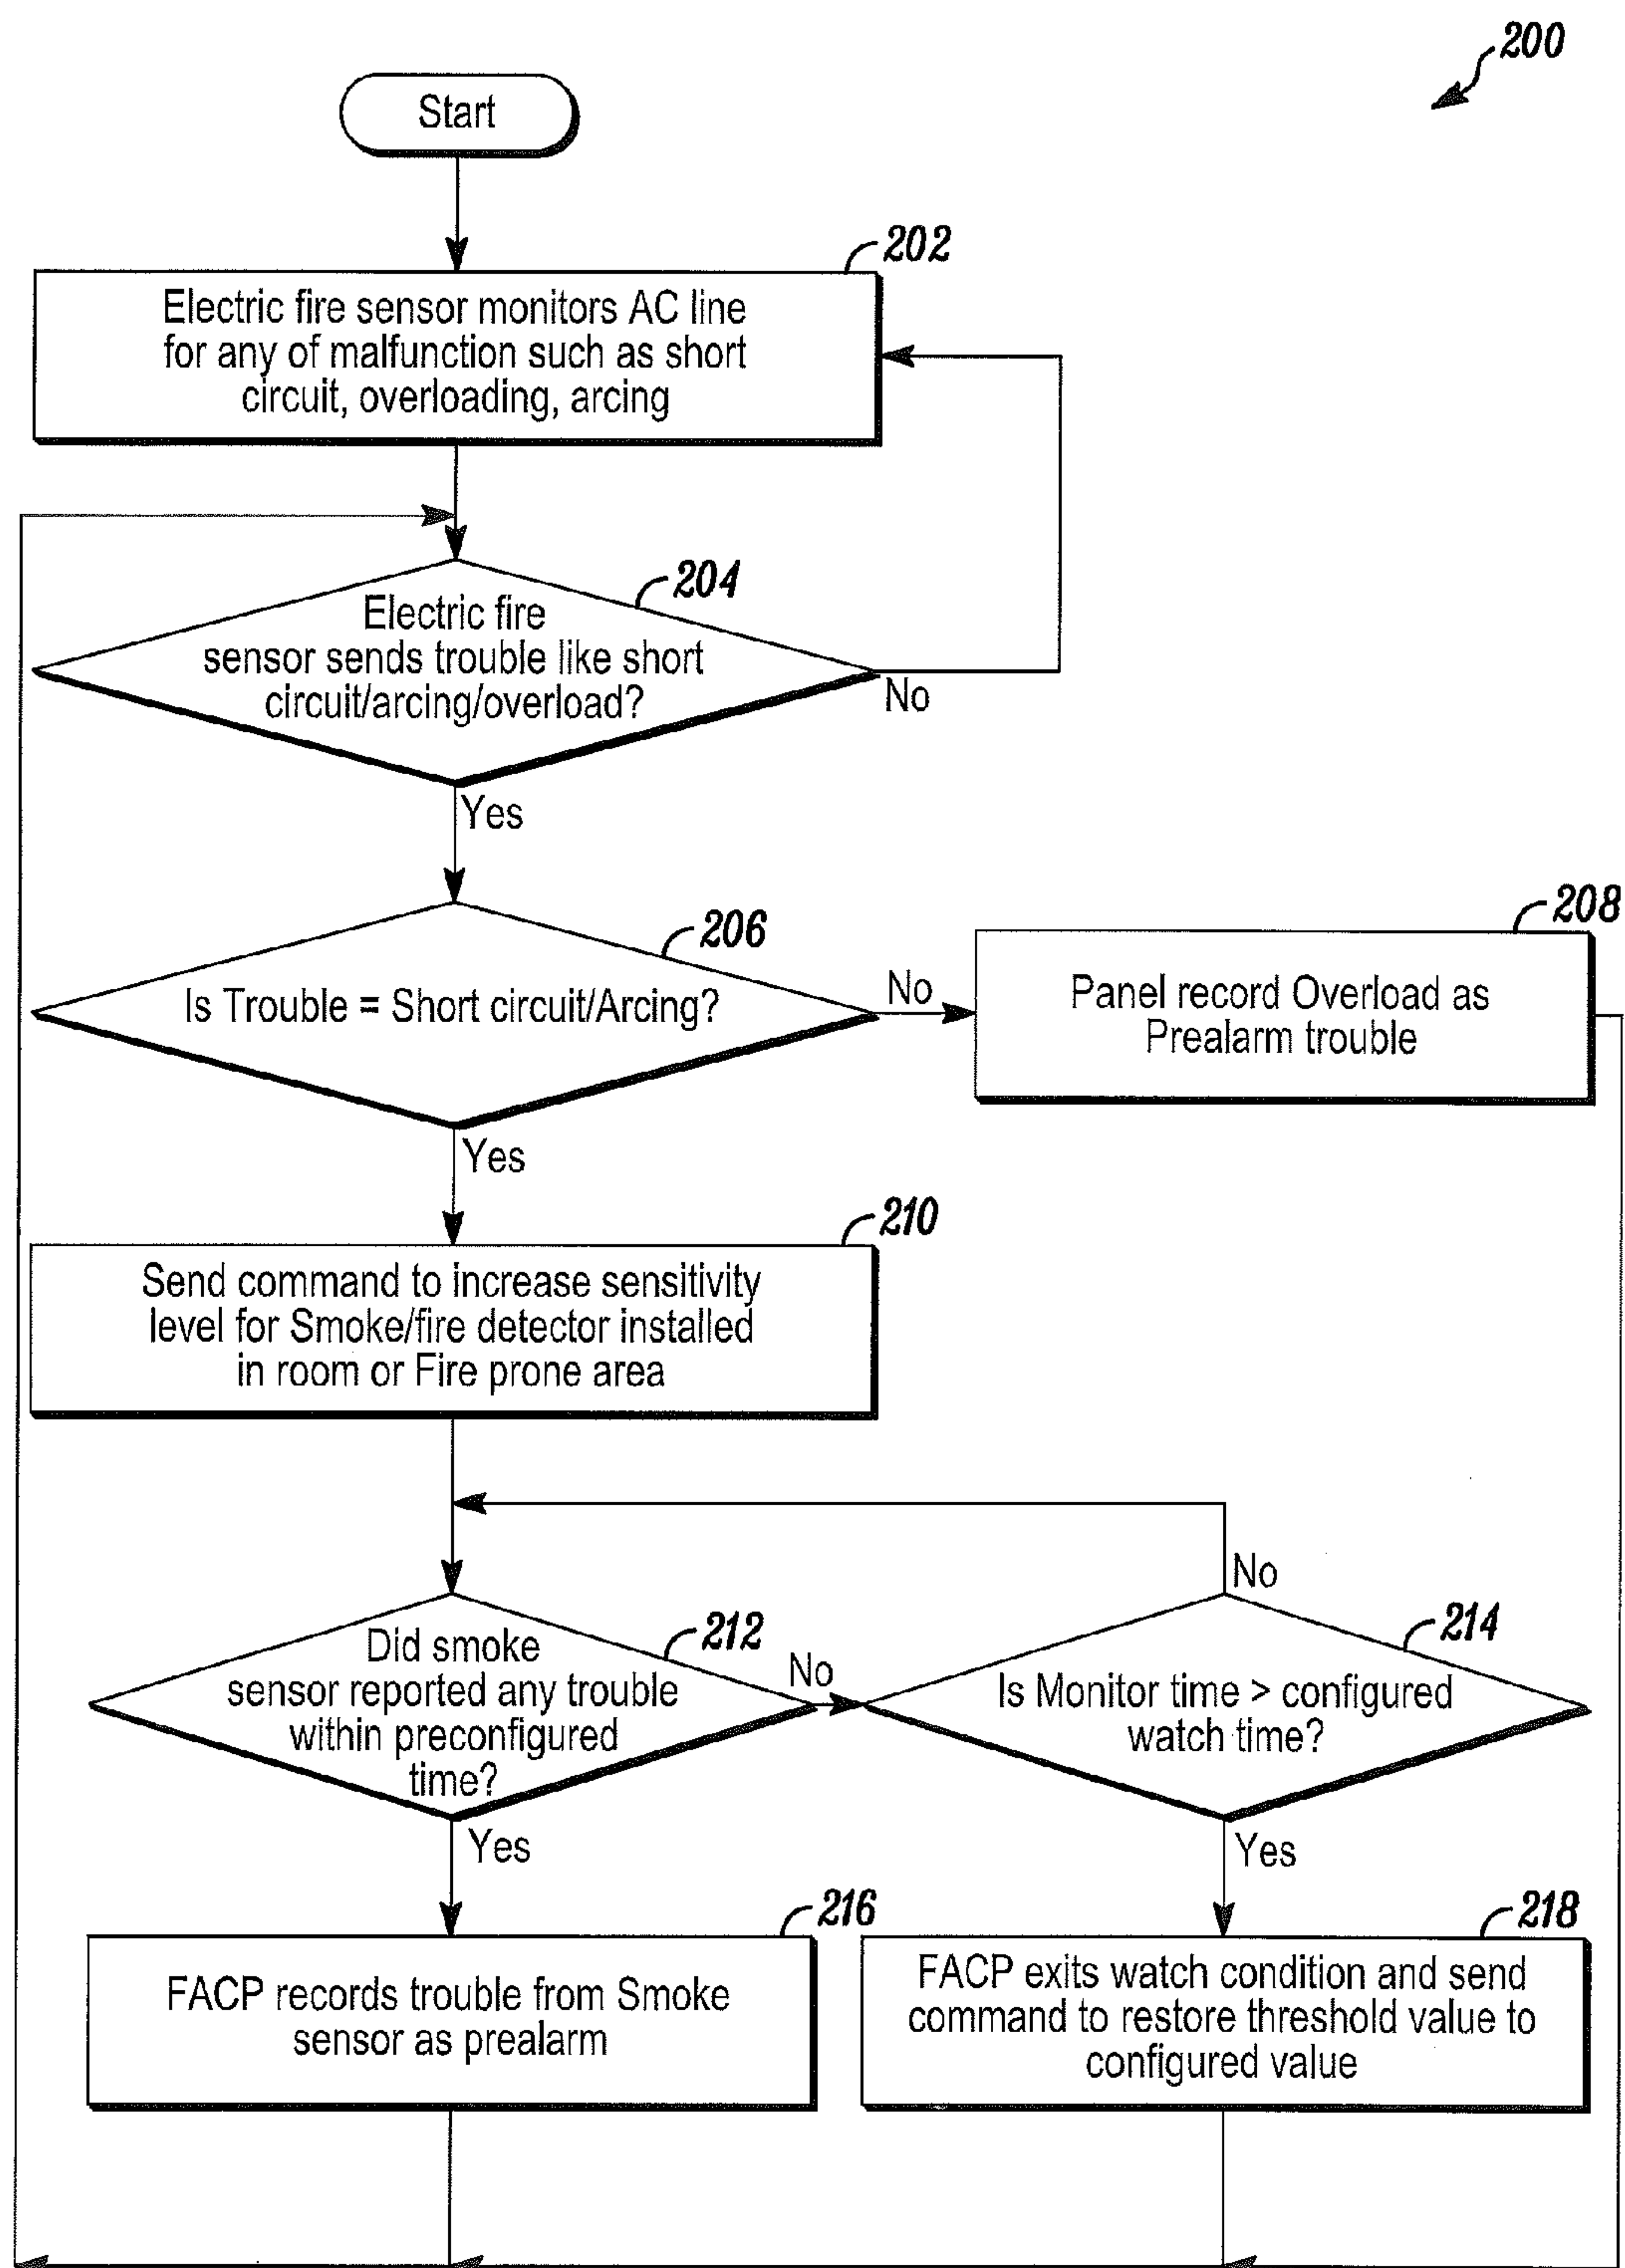 200
Start
202
Electric fire sensor monitors AC line
for any of malfunction such as short
circuit, overloading, arcing
204
Electric fire
sensor sends trouble like short
circuit/arcing/overload?
No
Yes
206
Is Trouble = Short circuit/Arcing?
No
208
Panel record Overload as
Prealarm trouble
Yes
210
Send command to increase sensitivity
level for Smoke/fire detector installed
in room or Fire prone area
212
Did smoke
sensor reported any trouble
within preconfigured
time?
No
No
214
Is Monitor time > configured
watch time?
Yes
Yes
216
FACP records trouble from Smoke
sensor as prealarm
218
FACP exits watch condition and send
command to restore threshold value to
configured value